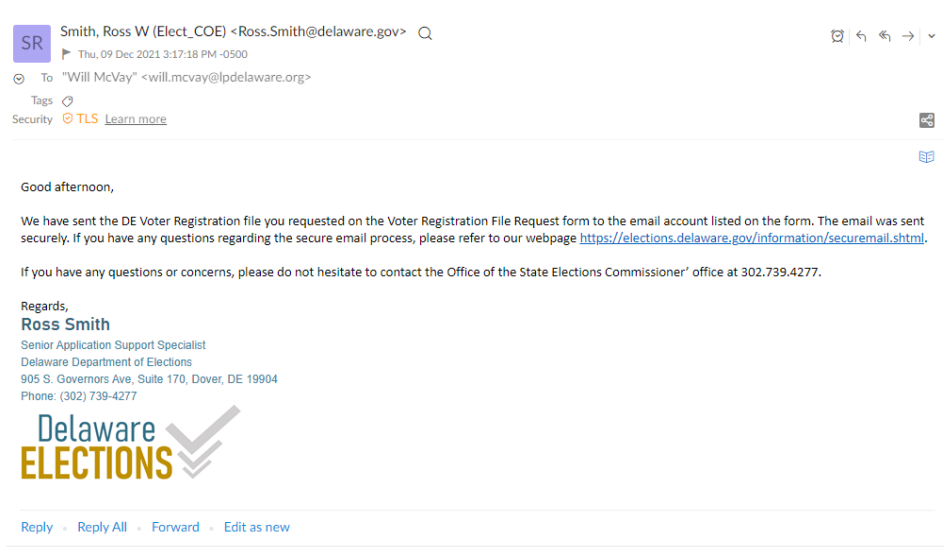 SR
Smith, Ross W (Elect_COE) <Ross.Smith@delaware.gov>
Thu, 09 Dec 2021 3:17:18 PM -0500
To "Will McVay" <will.mcvay@lpdelaware.org>
Tags
Security TLS Learn more
Good afternoon,
We have sent the DE Voter Registration file you requested on the Voter Registration File Request form to the email account listed on the form. The email was sent
securely. If you have any questions regarding the secure email process, please refer to our webpage https://elections.delaware.gov/information/securemail.shtml.
If you have any questions or concerns, please do not hesitate to contact the Office of the State Elections Commissioner’ office at 302.739.4277.
Regards,
Ross Smith
Senior Application Support Specialist
Delaware Department of Elections
905 S. Governors Ave, Suite 170, Dover, DE 19904
Phone: (302) 739-4277
Delaware
ELECTIONS
Reply Reply All Forward Edit as new